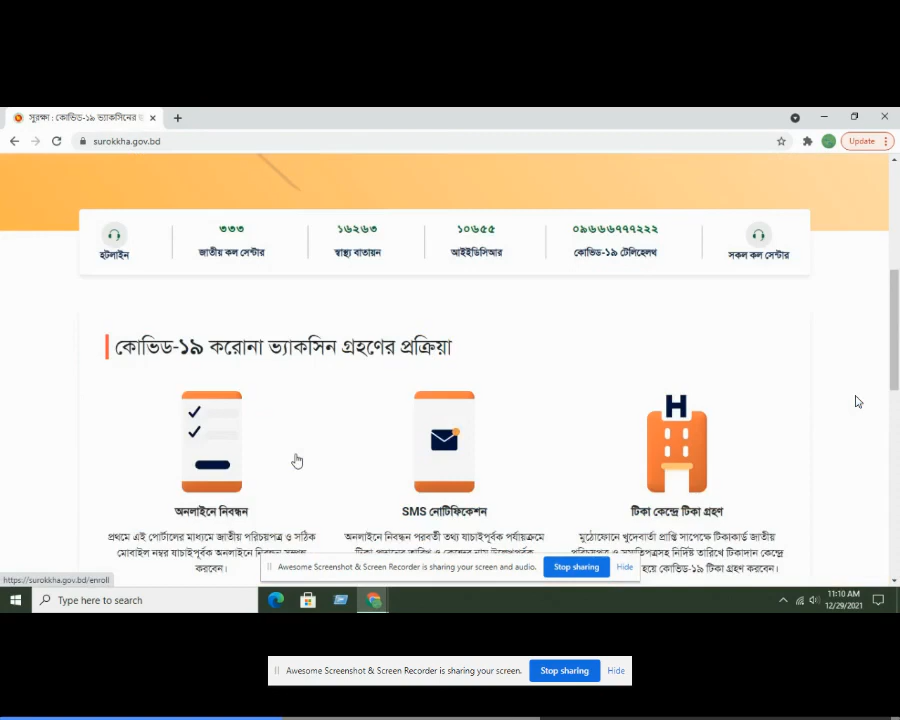 সুরক্ষা : কোভিড-১৯ ভ্যাকসিনের
surokkha.gov.bd
Update
৩৩৩
১৬২৬৩
১০৬৫৫
০৯৬৬৬৭৭৭২২২
হটলাইন
জাতীয় কল সেন্টার
স্বাস্থ্য বাতায়ন
আইইডিসিআর
কোভিড-১৯ টেলিহেলথ
সকল কল সেন্টার
কোভিড-১৯ করোনা ভ্যাকসিন গ্রহণের প্রক্রিয়া
H
অনলাইনে নিবন্ধন
SMS নোটিফিকেশন
টিকা কেন্দ্রে টিকা গ্রহণ
প্রথমে এই পোর্টালের মাধ্যমে জাতীয় পরিচয়পত্র ও সঠিক
অনলাইনে নিবন্ধন পরবর্তী তথ্য যাচাইপূর্বক পর্যায়ক্রমে
মুঠোফোনে খুদেবার্তা প্রাপ্তি সাপেক্ষে টিকাকার্ড জাতীয়
মোবাইল নম্বর যাচাইপূর্বক অনলাইনে নিবন্ধন
নির্দিষ্ট তারিখে টিকাদান কেন্দ্রে
করবেন।
হয়ে কোভিড-১৯ টিকা গ্রহণ করবেন।
Awesome Screenshot & Screen Recorder is sharing your screen and audio.
Stop sharing
Hide
https://surokkha.gov.bd/enroll
Type here to search
11:10 AM
12/29/2021
Awesome Screenshot & Screen Recorder is sharing your screen.
Stop sharing
Hide